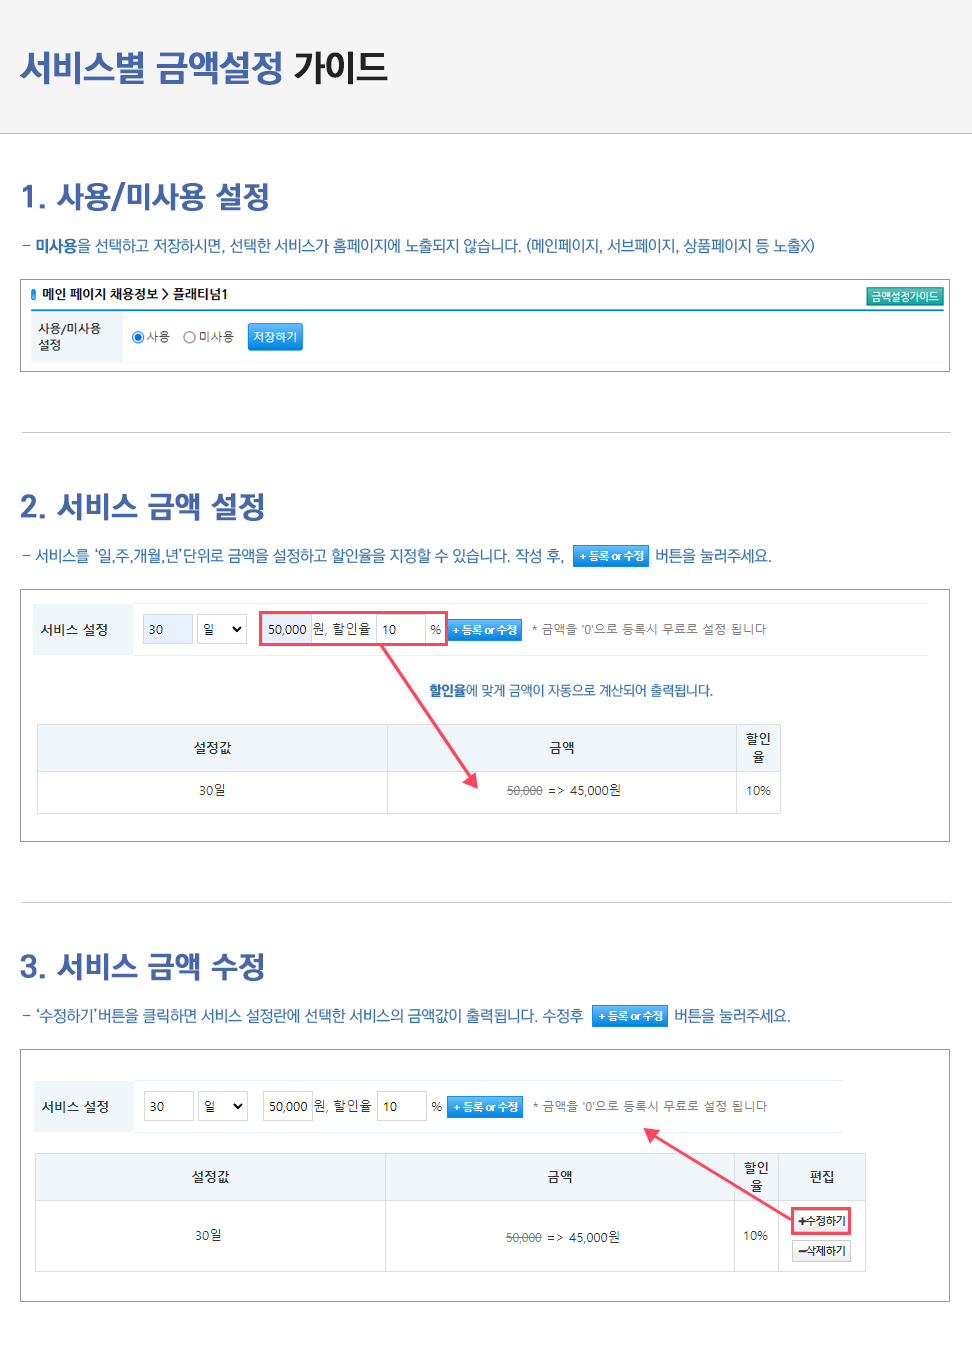 서비스별 금액설정 가이드
1. 사용/미사용 설정
- 미사용을 선택하고 저장하시면, 선택한 서비스가 홈페이지에 노출되지 않습니다. (메인페이지, 서브페이지, 상품페이지 등 노출X)
메인 페이지 채용정보 > 플래티넘1 금액설정가이드
사용/미사용
설정
사용 미사용 저장하기
2. 서비스 금액 설정
- 서비스를 ‘일,주,개월,년’단위로 금액을 설정하고 할인율을 지정할 수 있습니다. 작성 후, + 등록 or 수정 버튼을 눌러주세요.
서비스 설정 30 일 50,000 원, 할인율 10 % + 등록 or 수정 * 금액을 '0'으로 등록시 무료로 설정 됩니다
할인율에 맞게 금액이 자동으로 계산되어 출력됩니다.
설정값 금액 할인
율
30일 50,000 => 45,000원 10%
3. 서비스 금액 수정
- ‘수정하기’버튼을 클릭하면 서비스 설정란에 선택한 서비스의 금액값이 출력됩니다. 수정후 + 등록 or 수정 버튼을 눌러주세요.
서비스 설정 30 일 50,000 원, 할인율 10 % + 등록 or 수정 * 금액을 '0'으로 등록시 무료로 설정 됩니다
설정값 금액 할인
율 편집
30일 50,000 => 45,000원 10% +수정하기
-삭제하기